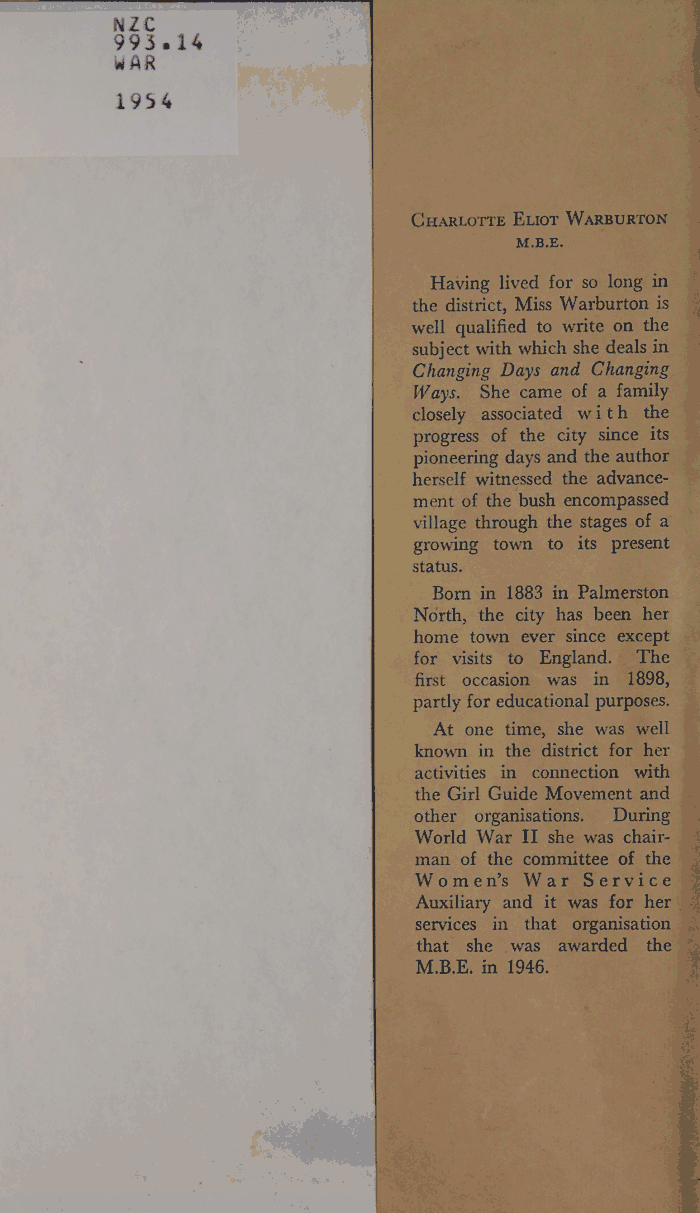 NZC
993.14
WAR
1954
CHARLOTTE ELIOT WARBURTON
M.B.E.
Having lived for so long in
the district, Miss Warburton is
well qualified to write on the
subject with which she deals in
Changing Days and Changing
Ways. She came of a family
closely associated with the
progress of the city since its
pioneering days and the author
herself witnessed the advance-
ment of the bush encompassed
village through the stages of a
growing town to its present
status.
Born in 1883 in Palmerston
North, the city has been her
home town ever since except
for visits to England. The
first occasion was in 1898,
partly for educational purposes.
At one time, she was well
known in the district for her
activities in connection with
the Girl Guide Movement and
other organisations. During
World War II she was chair-
man of the committee of the
Women's War Service
Auxiliary and it was for her
services in that organisation
that she was awarded the
M.B.E. in 1946.